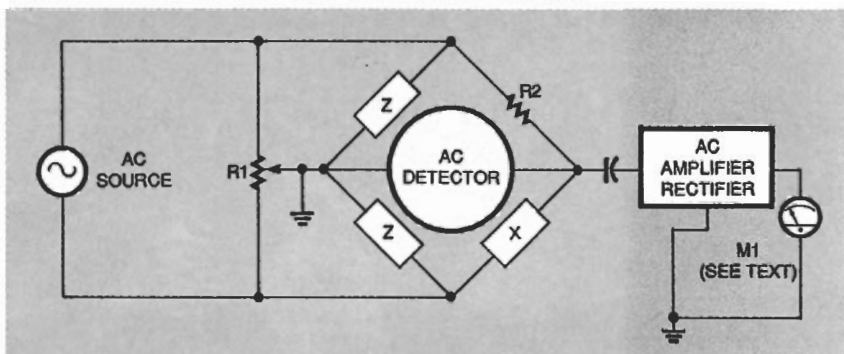 AC
SOURCE
R1
Z
Z
AC
DETECTOR
R2
X
AC
AMPLIFIER
RECTIFIER
M1
(SEE TEXT)